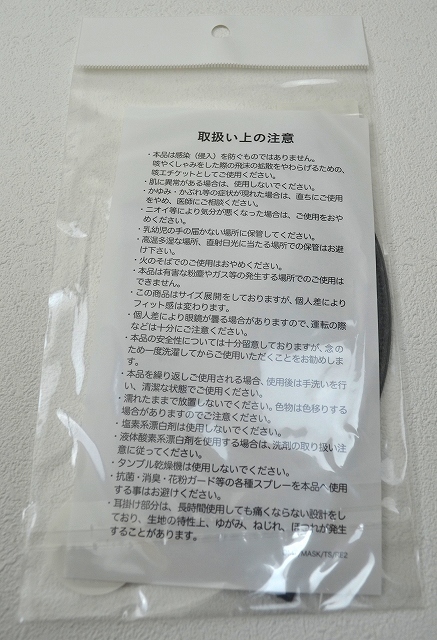 取扱い上の注意
・本品は感染（侵入）を防ぐものではありません。
咳やくしゃみをした際の飛沫の拡散をやわらげるための、
咳エチケットとしてご使用ください。
・肌に異常がある場合は、使用しないでください。
・かゆみ・かぶれ等の症状が現れた場合は、直ちにご使用
をやめ、医師にご相談ください。
・ニオイ等により気分が悪くなった場合は、ご使用をおや
めください。
・乳幼児の手の届かない場所に保管してください。
・高温多湿な場所、直射日光に当たる場所での保管はお避
け下さい。
・火のそばでのご使用はおやめください。
・本品は有害な粉塵やガス等の発生する場所でのご使用は
できません。
・この商品はサイズ展開をしておりますが、個人差により
フィット感は変わります。
・個人差により眼鏡が曇る場合がありますので、運転の際
などは十分にご注意ください。
・本品の安全性については十分留意しておりますが、念の
ため一度洗濯してからご使用いただくことをお勧めしま
す。
・本品を繰り返しご使用される場合、使用後は手洗いを行
い、清潔な状態でご使用ください。
・濡れたままで放置しないでください。色物は色移りする
場合がありますのでご注意ください。
・塩素系漂白剤は使用しないでください。
・液体酸素系漂白剤を使用する場合は、洗剤の取り扱い注
意に従ってください。
・タンブル乾燥機は使用しないでください。
・抗菌・消臭・花粉ガード等の各種スプレーを本品へ使用
する事はお避けください。
・耳掛け部分は、長時間使用しても痛くならない設計をし
ており、生地の特性上、ゆがみ、ねじれ、ほつれが発生
することがあります。
MASK/TS/